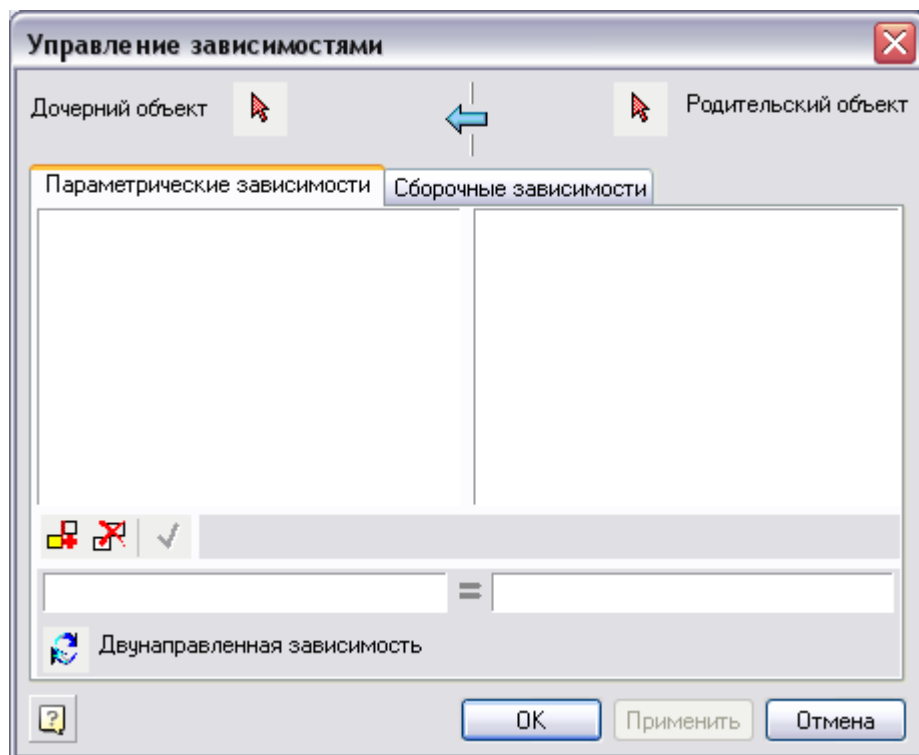 Управление зависимостями
Дочерний объект
Родительский объект
Параметрические зависимости
Сборочные зависимости
=
Двунаправленная зависимость
?
OK
Применить
Отмена